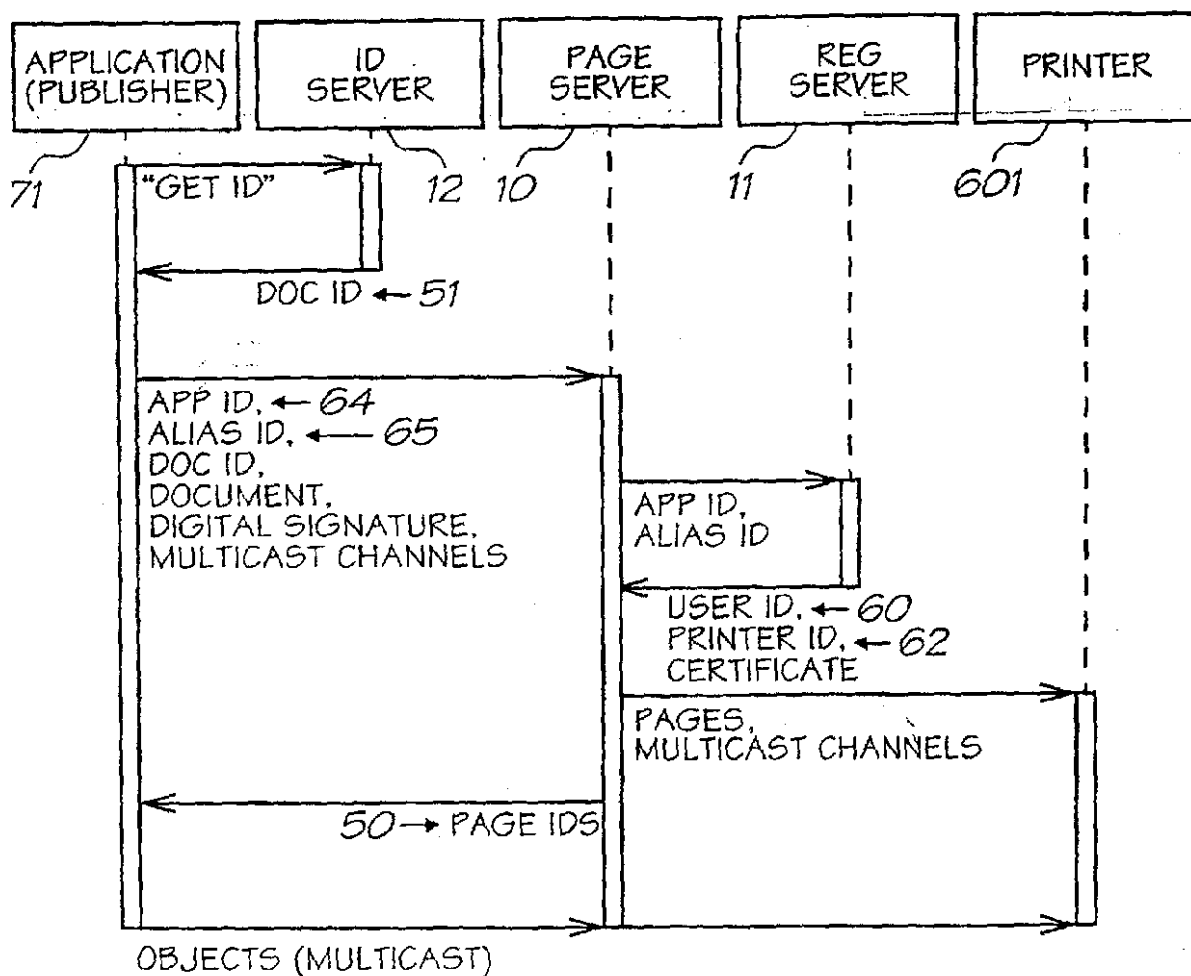 APPLICATION
(PUBLISHER)
ID
SERVER
PAGE
SERVER
REG
SERVER
PRINTER
71
12
10
11
601
"GET ID"
DOC ID ← 51
APP ID, ← 64
ALIAS ID, ← 65
DOC ID,
DOCUMENT,
DIGITAL SIGNATURE,
MULTICAST CHANNELS
APP ID,
ALIAS ID
USER ID, ← 60
PRINTER ID, ← 62
CERTIFICATE
PAGES,
MULTICAST CHANNELS
50 → PAGE IDS
OBJECTS (MULTICAST)